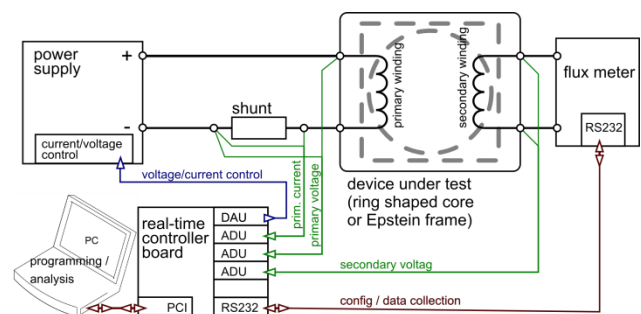 power
supply
+
-
current/voltage
control
shunt
primary winding
secondary winding
flux meter
RS232
device under test
(ring shaped core
or Epstein frame)
voltage/current control
prim. current
primary voltage
real-time
controller
board
DAU
ADU
ADU
ADU
PCI
RS232
PC
programming /
analysis
secondary voltag
config / data collection